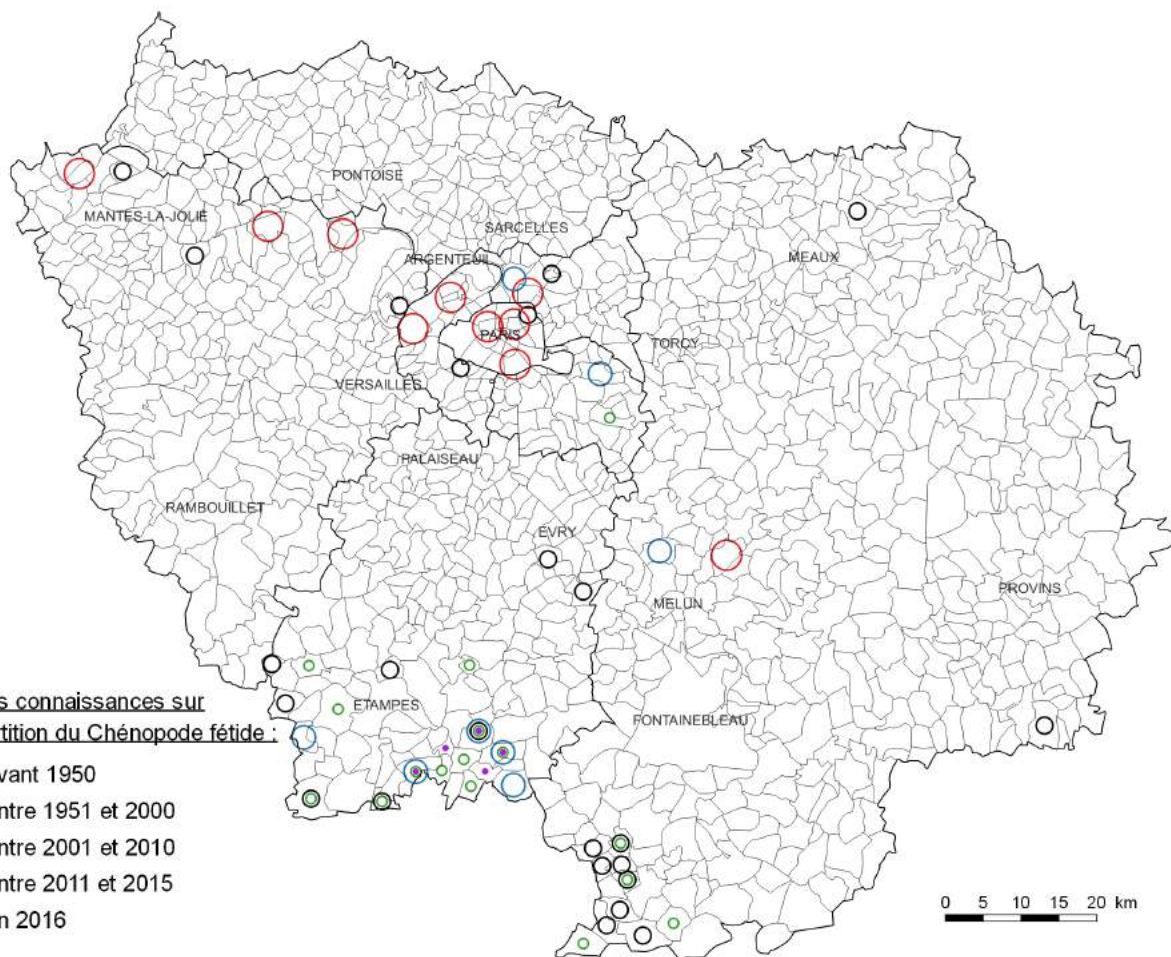 PONTOISE
MANTES-LA-JOLIE
SARCELLES
ARGENTEUIL
MEAUX
PARIS
TORCY
VERSAILLES
PALAISEAU
RAMBOUILLET
EVRY
MELUN
PROVINS
ETAMPES
FONTAINEBLEAU
s connaissances sur
rtition du Chénopode fétide :
vant 1950
ntre 1951 et 2000
ntre 2001 et 2010
ntre 2011 et 2015
n 2016
0 5 10 15 20 km